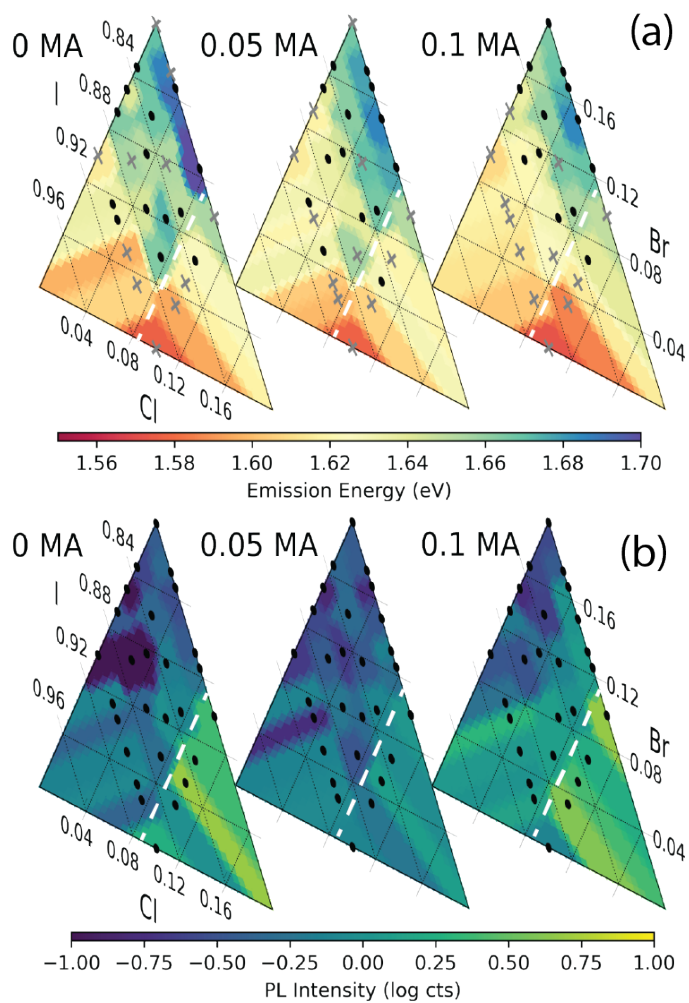 (a)
0 MA
0.05 MA
0.1 MA
0.84
I
0.88
0.92
0.96
0.16
0.12
Br
0.08
0.04
0.04
0.08
0.12
0.16
Cl
1.56 1.58 1.60 1.62 1.64 1.66 1.68 1.70
Emission Energy (eV)
(b)
0 MA
0.05 MA
0.1 MA
0.84
I
0.88
0.92
0.96
0.16
0.12
Br
0.08
0.04
0.04
0.08
0.12
0.16
Cl
−1.00 −0.75 −0.50 −0.25 0.00 0.25 0.50 0.75 1.00
PL Intensity (log cts)